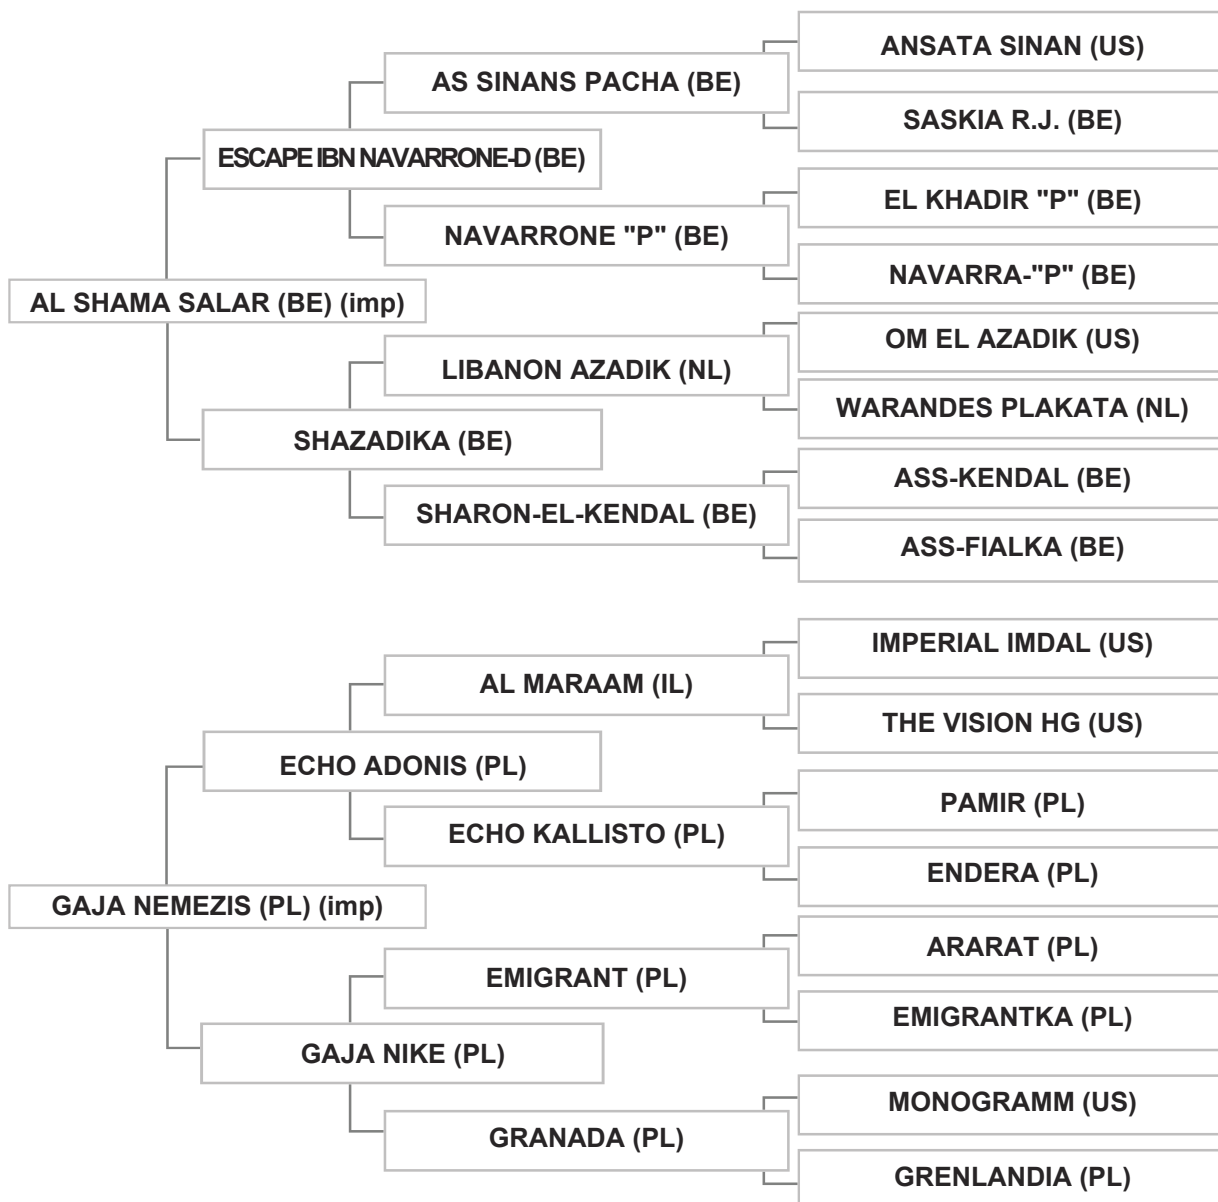 ANSATA SINAN (US)
AS SINANS PACHA (BE)
SASKIA R.J. (BE)
ESCAPE IBN NAVARRONE-D (BE)
EL KHADIR "P" (BE)
NAVARRONE "P" (BE)
NAVARRA-"P" (BE)
AL SHAMA SALAR (BE) (imp)
OM EL AZADIK (US)
LIBANON AZADIK (NL)
WARANDES PLAKATA (NL)
SHAZADIKA (BE)
ASS-KENDAL (BE)
SHARON-EL-KENDAL (BE)
ASS-FIALKA (BE)
IMPERIAL IMDAL (US)
AL MARAAM (IL)
THE VISION HG (US)
ECHO ADONIS (PL)
PAMIR (PL)
ECHO KALLISTO (PL)
ENDERA (PL)
GAJA NEMEZIS (PL) (imp)
ARARAT (PL)
EMIGRANT (PL)
EMIGRANTKA (PL)
GAJA NIKE (PL)
MONOGRAMM (US)
GRANADA (PL)
GRENLANDIA (PL)